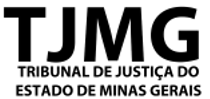 TJMG
TRIBUNAL DE JUSTIÇA DO
ESTADO DE MINAS GERAIS